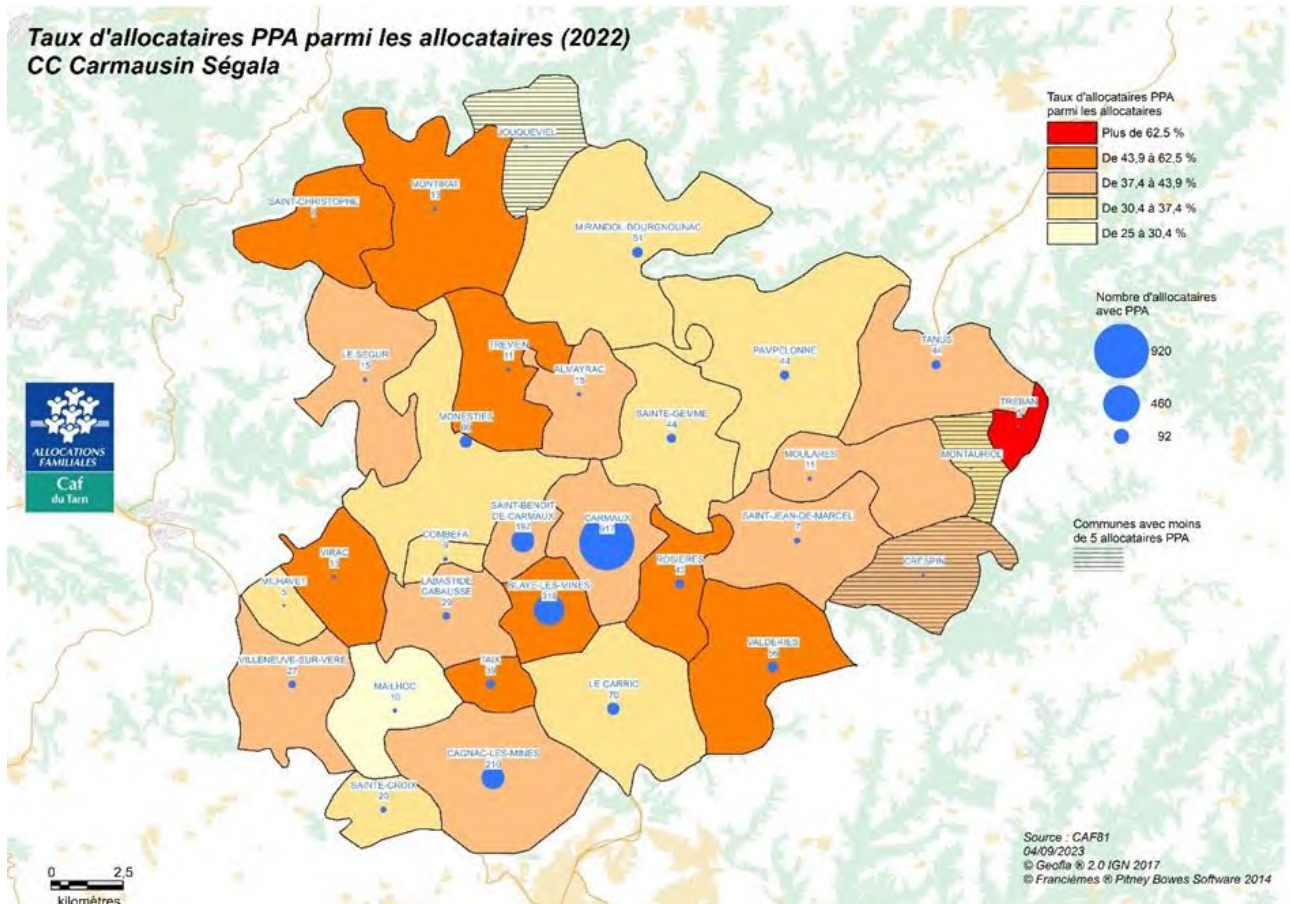 Taux d'allocataires PPA parmi les allocataires (2022)
CC Carmausin Ségala
Taux d'allocataires PPA
parmi les allocataires
Plus de 62.5 %
De 43,9 à 62.5 %
De 37,4 à 43,9 %
De 30,4 à 37,4 %
De 25 à 30,4 %
Nombre d'alllocataires
avec PPA
920
460
92
Communes avec moins
de 5 allocataires PPA
ALLOCATIONS
FAMILIALES
Caf
du Tarn
JOUQUEVIEL
MONTIRAT
SAINT-CHRISTOPHE
MIRANDOL-BOURGNOUNAC
51
LE SEGUR
15
TREVIEN
11
ALMAYRAC
PAMPELONNE
44
TANUS
44
TREBAN
MONESTIES
SAINTE-GEMME
44
MOULARES
11
MONTAURIOL
SAINT-BENOIT
DE-CARMAUX
197
CARMAUX
917
SAINT-JEAN-DE-MARCEL
7
COMBEFA
VIRAC
ROSIERES
42
CRESPIN
MILHAVET
5
LABASTIDE
GABAUSSE
29
BLAYE-LES-MINES
319
VILLENEUVE-SUR-VERE
27
MAILHOC
10
TAIX
LE GARRIC
VALDERIES
56
CAGNAC-LES-MINES
210
SAINTE-CROIX
20
0 2,5
kilomètres
Source : CAF81
04/09/2023
© Geofla ® 2.0 IGN 2017
© Francièmes ® Pitney Bowes Software 2014